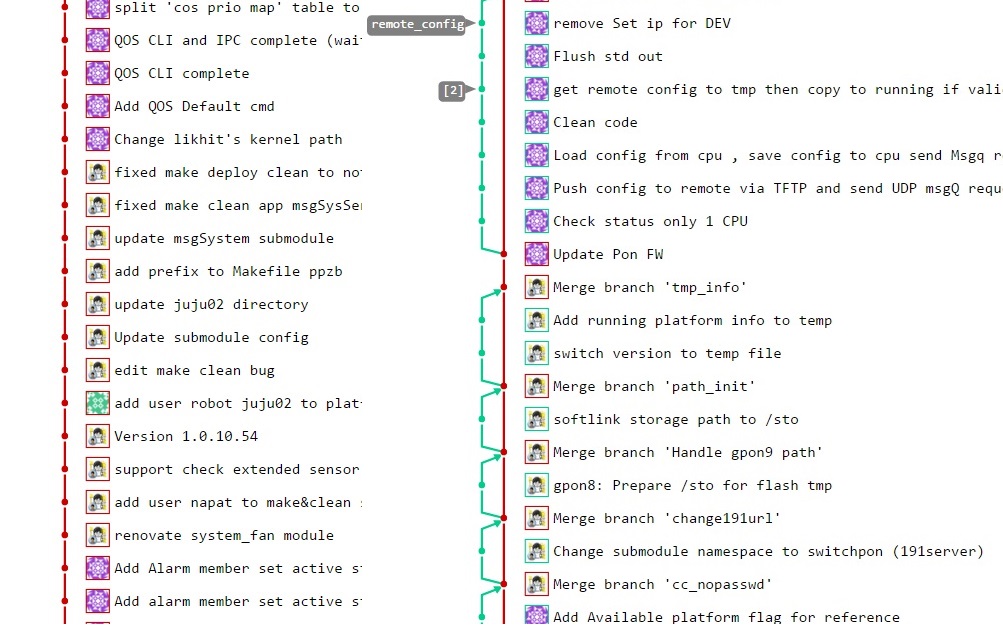 split 'cos prio map' table to
QOS CLI and IPC complete (wai
QOS CLI complete
Add QOS Default cmd
Change likhit's kernel path
fixed make deploy clean to no
fixed make clean app msgSysSe
update msgSystem submodule
add prefix to Makefile ppzb
update juju02 directory
Update submodule config
edit make clean bug
add user robot juju02 to plat
Version 1.0.10.54
support check extended sensor
add user napat to make&clean
renovate system_fan module
Add Alarm member set active s
Add alarm member set active s
remote_config
[2]
remove Set ip for DEV
Flush std out
get remote config to tmp then copy to running if vali
Clean code
Load config from cpu , save config to cpu send Msgq r
Push config to remote via TFTP and send UDP msgQ requ
Check status only 1 CPU
Update Pon FW
Merge branch 'tmp_info'
Add running platform info to temp
switch version to temp file
Merge branch 'path_init'
softlink storage path to /sto
Merge branch 'Handle gpon9 path'
gpon8: Prepare /sto for flash tmp
Merge branch 'change191url'
Change submodule namespace to switchpon (191server)
Merge branch 'cc_nopasswd'
Add Available platform flag for reference